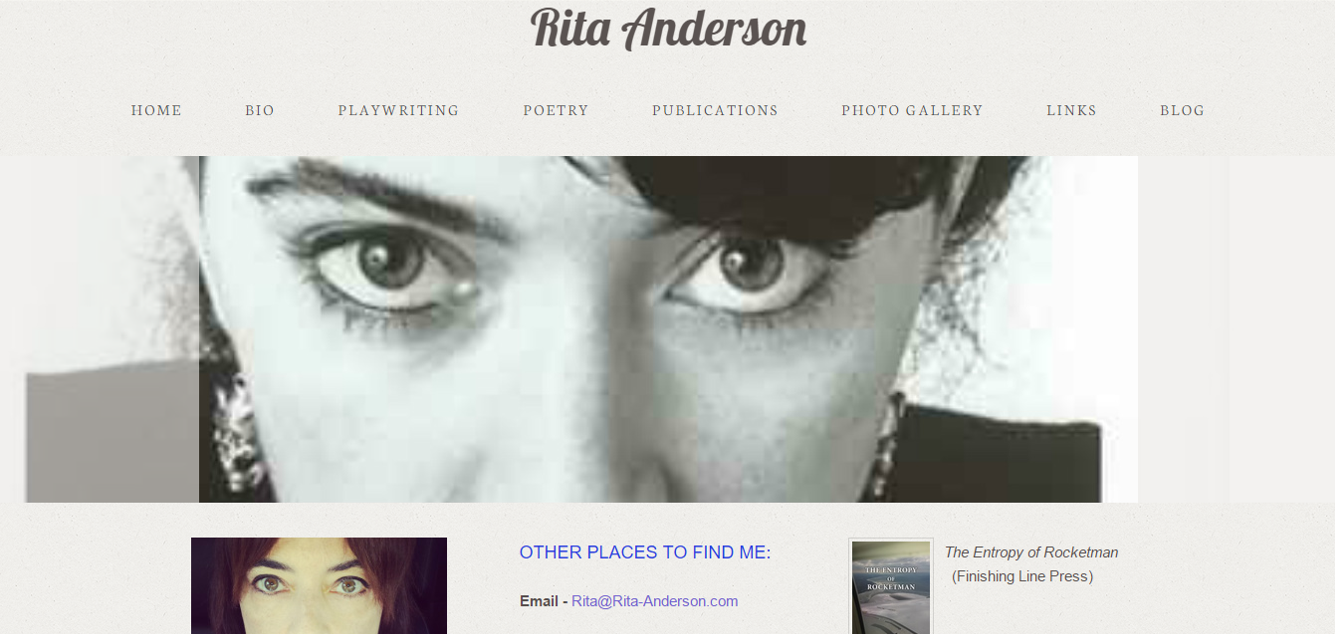 Rita Anderson
HOME BIO PLAYWRITING POETRY PUBLICATIONS PHOTO GALLERY LINKS BLOG
OTHER PLACES TO FIND ME:
Email - Rita@Rita-Anderson.com
THE ENTROPY
OF
ROCKETMAN
The Entropy of Rocketman
(Finishing Line Press)